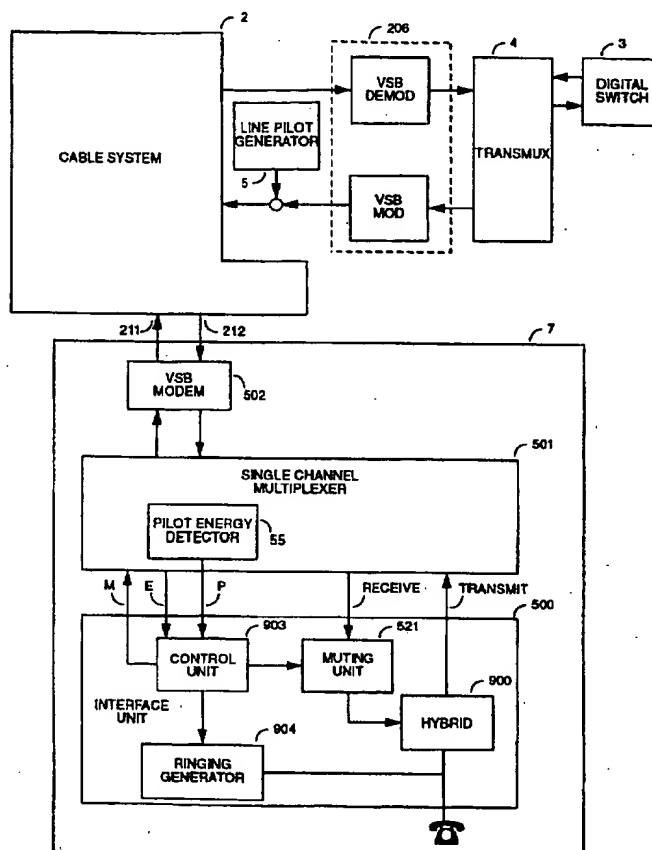 2
206
4
3
CABLE SYSTEM
LINE PILOT
GENERATOR
5
VSB
DEMOD
VSB
MOD
TRANSMUX
DIGITAL
SWITCH
211
212
7
VSB
MODEM
502
501
SINGLE CHANNEL
MULTIPLEXER
PILOT ENERGY
DETECTOR
55
M
E
P
RECEIVE
TRANSMIT
500
903
521
900
CONTROL
UNIT
MUTING
UNIT
HYBRID
INTERFACE
UNIT
904
RINGING
GENERATOR